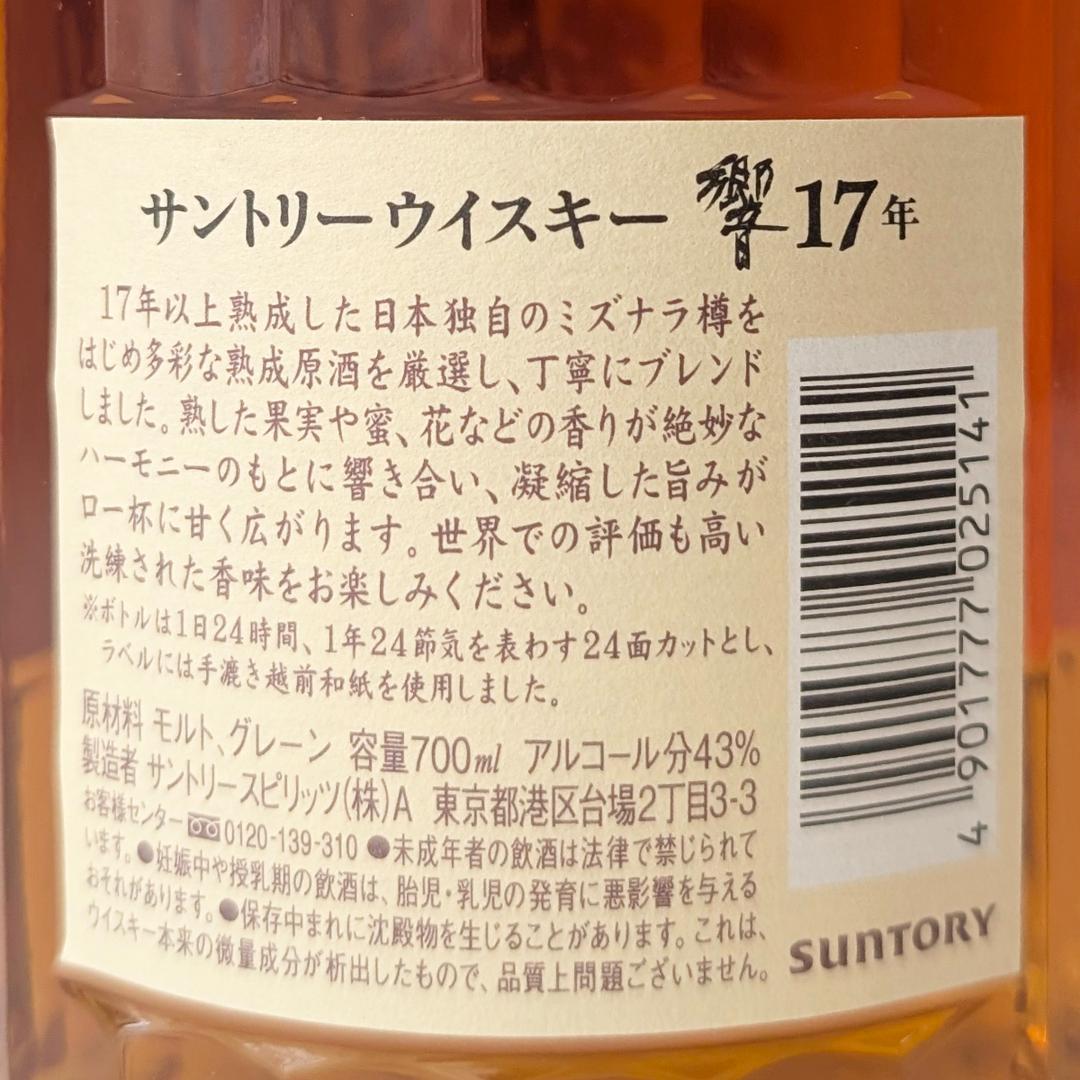 サントリーウイスキー 響 17年
17年以上熟成した日本独自のミズナラ樽を
はじめ多彩な熟成原酒を厳選し、丁寧にブレンド
しました。熟した果実や蜜、花などの香りが絶妙な
ハーモニーのもとに響き合い、凝縮した旨みが
口一杯に甘く広がります。世界での評価も高い
洗練された香味をお楽しみください。
※ボトルは1日24時間、1年24節気を表わす24面カットとし、
ラベルには手漉き越前和紙を使用しました。
原材料 モルト、グレーン 容量700ml アルコール分43%
製造者 サントリースピリッツ(株)A 東京都港区台場2丁目3-3
お客様センター 0120-139-310 ●未成年者の飲酒は法律で禁じられて
います。●妊娠中や授乳期の飲酒は、胎児・乳児の発育に悪影響を与える
おそれがあります。●保存中まれに沈殿物を生じることがあります。これは、
ウイスキー本来の微量成分が析出したもので、品質上問題ございません。
4 901777 025141
SUNTORY